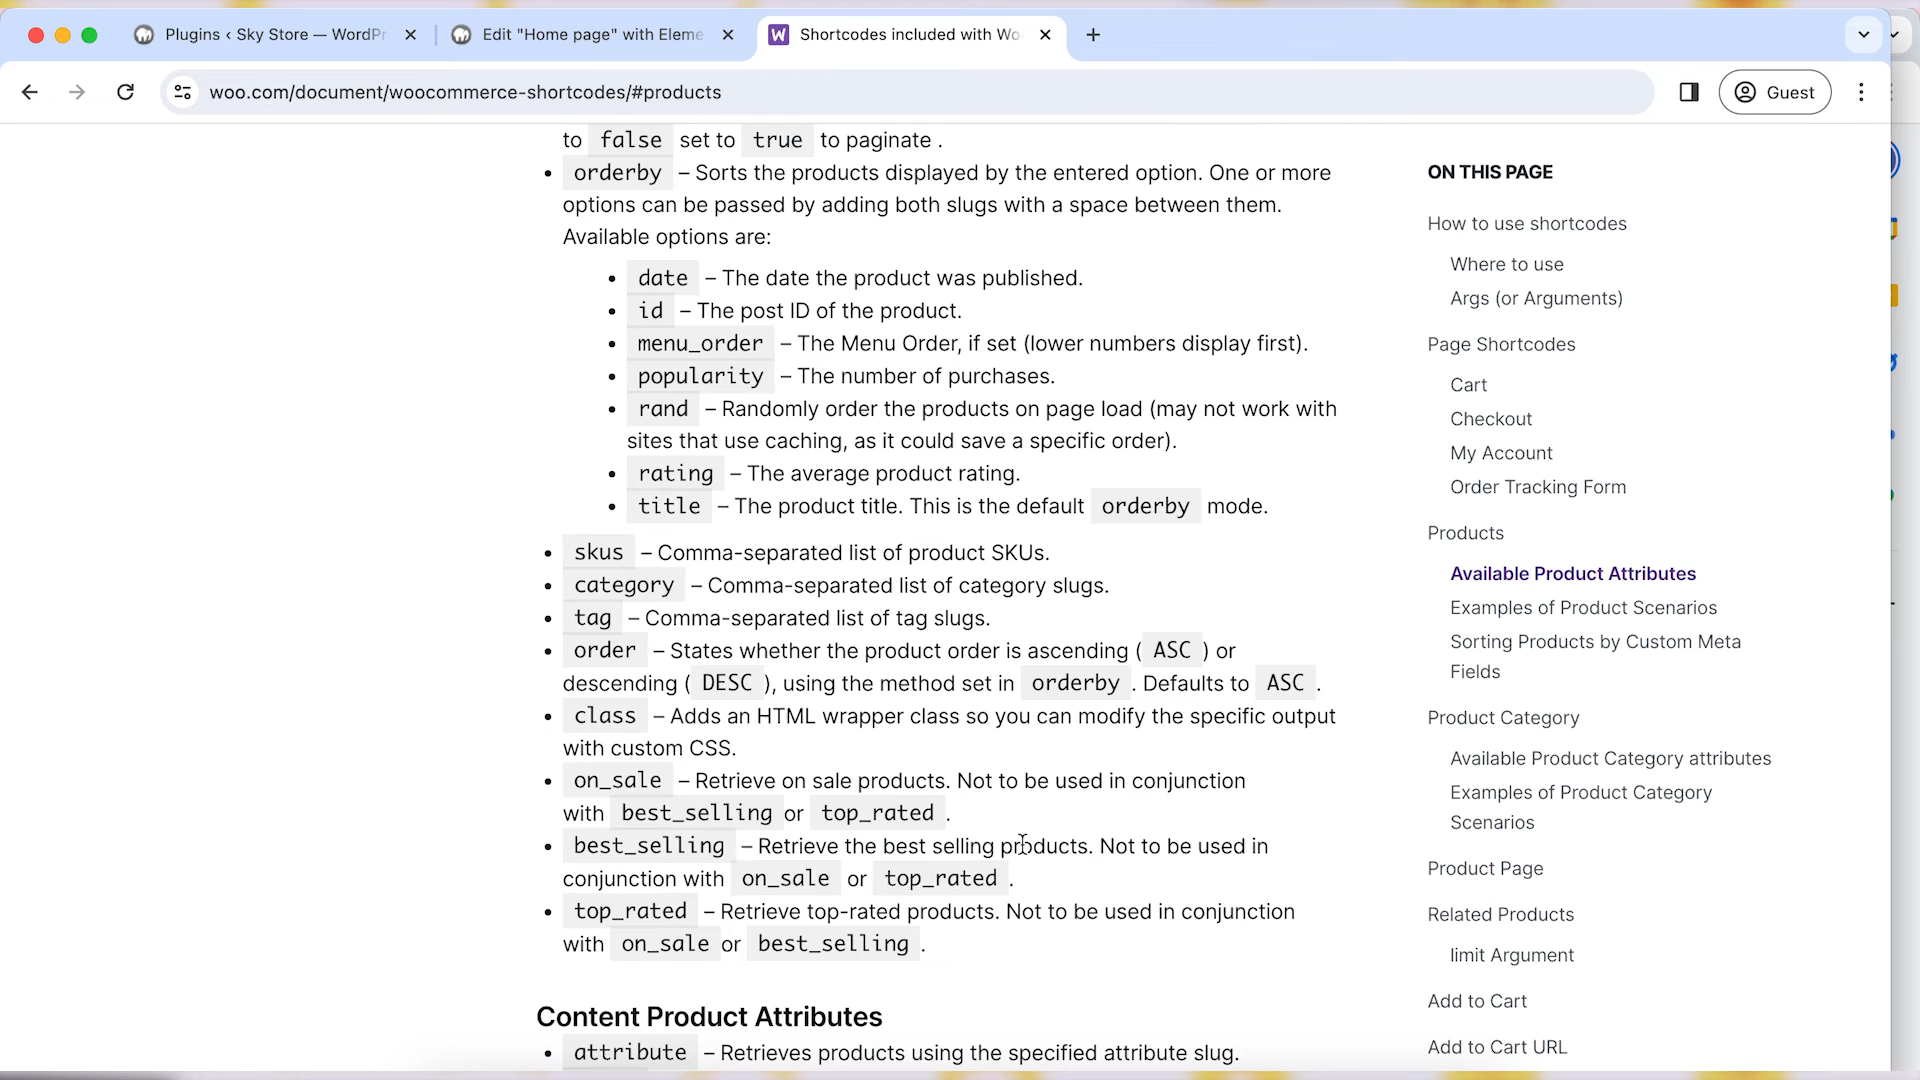 Plugins ‹ Sky Store — WordPr
Edit "Home page" with Eleme
Shortcodes included with Wo
woo.com/document/woocommerce-shortcodes/#products
Guest
to false set to true to paginate .
orderby – Sorts the products displayed by the entered option. One or more
options can be passed by adding both slugs with a space between them.
Available options are:
date – The date the product was published.
id – The post ID of the product.
menu_order – The Menu Order, if set (lower numbers display first).
popularity – The number of purchases.
rand – Randomly order the products on page load (may not work with
sites that use caching, as it could save a specific order).
rating – The average product rating.
title – The product title. This is the default orderby mode.
skus – Comma-separated list of product SKUs.
category – Comma-separated list of category slugs.
tag – Comma-separated list of tag slugs.
order – States whether the product order is ascending ( ASC ) or
descending ( DESC ), using the method set in orderby . Defaults to ASC .
class – Adds an HTML wrapper class so you can modify the specific output
with custom CSS.
on_sale – Retrieve on sale products. Not to be used in conjunction
with best_selling or top_rated .
best_selling – Retrieve the best selling products. Not to be used in
conjunction with on_sale or top_rated .
top_rated – Retrieve top-rated products. Not to be used in conjunction
with on_sale or best_selling .
Content Product Attributes
attribute – Retrieves products using the specified attribute slug.
ON THIS PAGE
How to use shortcodes
Where to use
Args (or Arguments)
Page Shortcodes
Cart
Checkout
My Account
Order Tracking Form
Products
Available Product Attributes
Examples of Product Scenarios
Sorting Products by Custom Meta
Fields
Product Category
Available Product Category attributes
Examples of Product Category
Scenarios
Product Page
Related Products
limit Argument
Add to Cart
Add to Cart URL